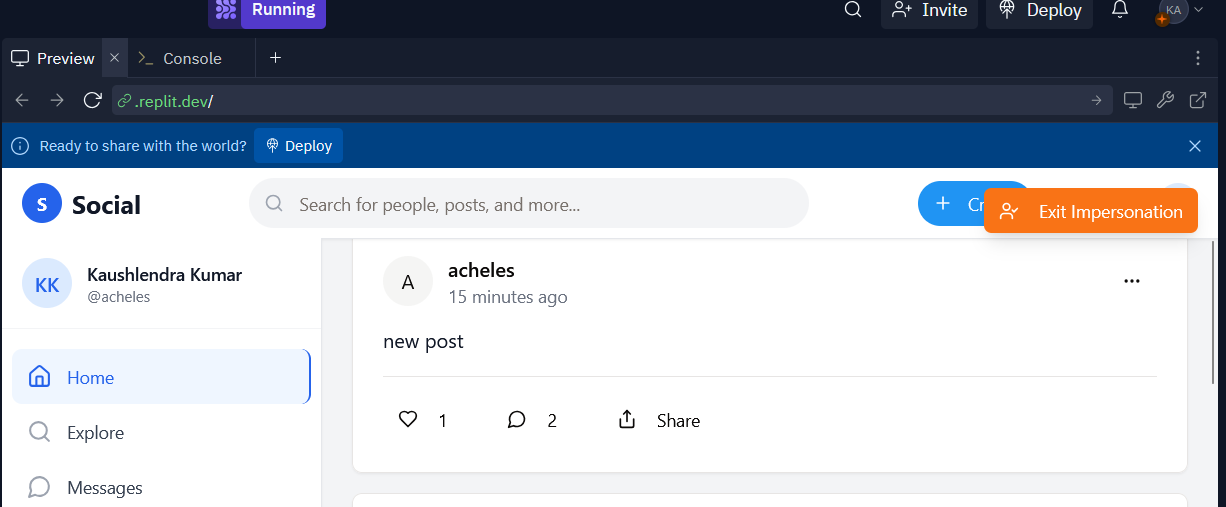 Running
Invite
Deploy
KA
Preview
Console
.replit.dev/
Ready to share with the world?
Deploy
S
Social
Search for people, posts, and more...
Cr
Exit Impersonation
KK
Kaushlendra Kumar
@acheles
Home
Explore
Messages
A
acheles
15 minutes ago
new post
1
2
Share